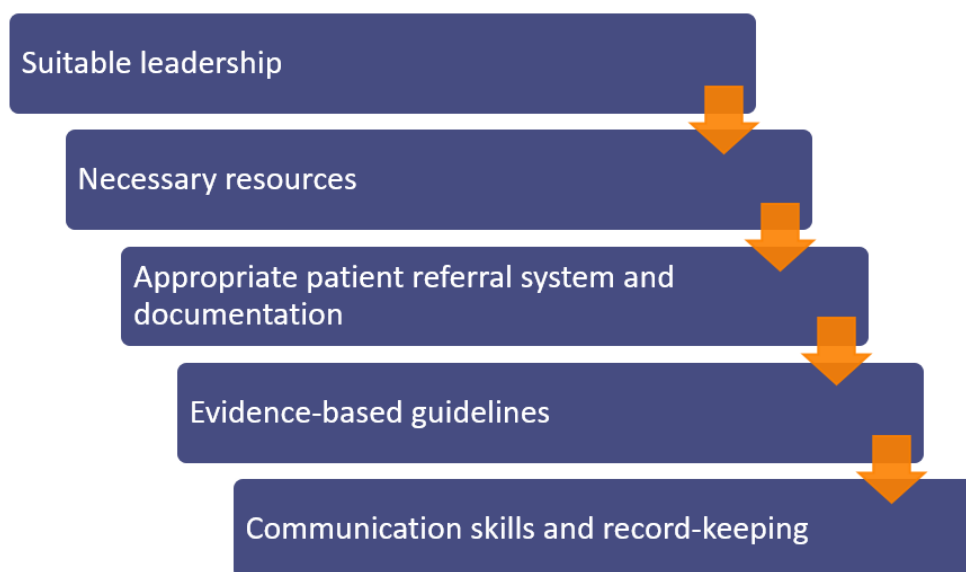 Suitable leadership
Necessary resources
Appropriate patient referral system and
documentation
Evidence-based guidelines
Communication skills and record-keeping